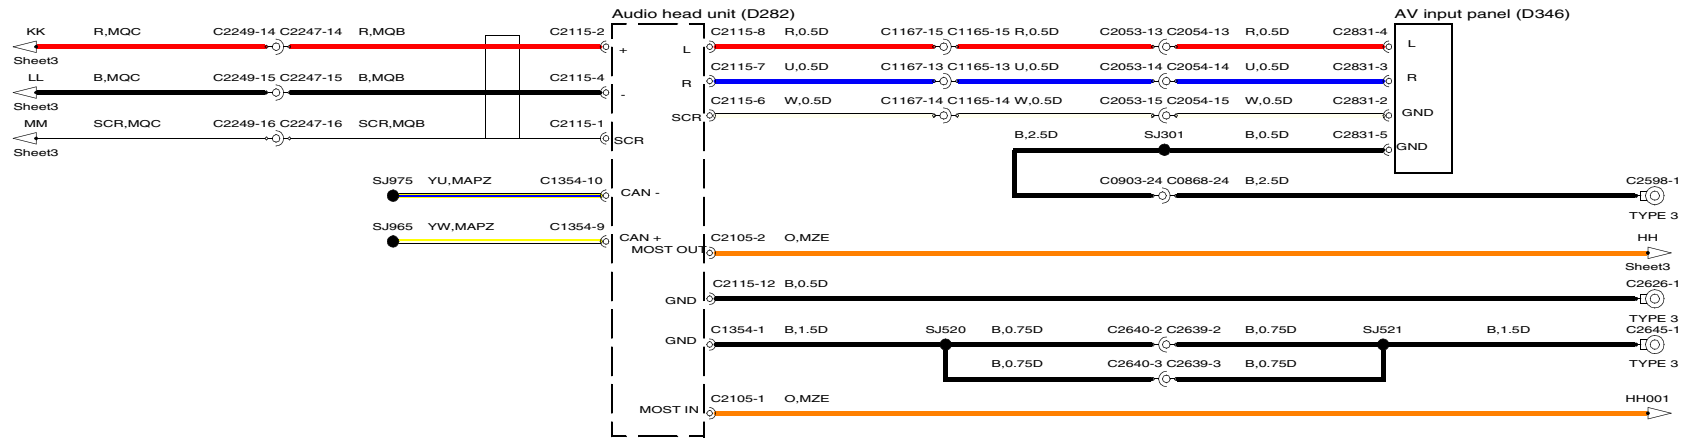 Audio head unit (D282) AV input panel (D346)
KK R,MQC C2249-14 C2247-14 R,MQB C2115-2 C2115-8 R,0.5D C1167-15 C1165-15 R,0.5D C2053-13 C2054-13 R,0.5D C2831-4
+ L L
Sheet3
LL B,MQC C2249-15 C2247-15 B,MQB C2115-4 C2115-7 U,0.5D C1167-13 C1165-13 U,0.5D C2053-14 C2054-14 U,0.5D C2831-3
- R R
Sheet3 C2115-6 W,0.5D C1167-14 C1165-14 W,0.5D C2053-15 C2054-15 W,0.5D C2831-2
SCR GND
MM SCR,MQC C2249-16 C2247-16 SCR,MQB C2115-1 B,2.5D SJ301 B,0.5D C2831-5
SCR GND
Sheet3
SJ975 YU,MAPZ C1354-10 C0903-24 C0868-24 B,2.5D C2598-1
CAN -
TYPE 3
SJ965 YW,MAPZ C1354-9
CAN + C2105-2 O,MZE HH
MOST OUT
Sheet3
C2115-12 B,0.5D C2626-1
GND
TYPE 3
C1354-1 B,1.5D SJ520 B,0.75D C2640-2 C2639-2 B,0.75D SJ521 B,1.5D C2645-1
GND
B,0.75D C2640-3 C2639-3 B,0.75D TYPE 3
C2105-1 O,MZE HH001
MOST IN